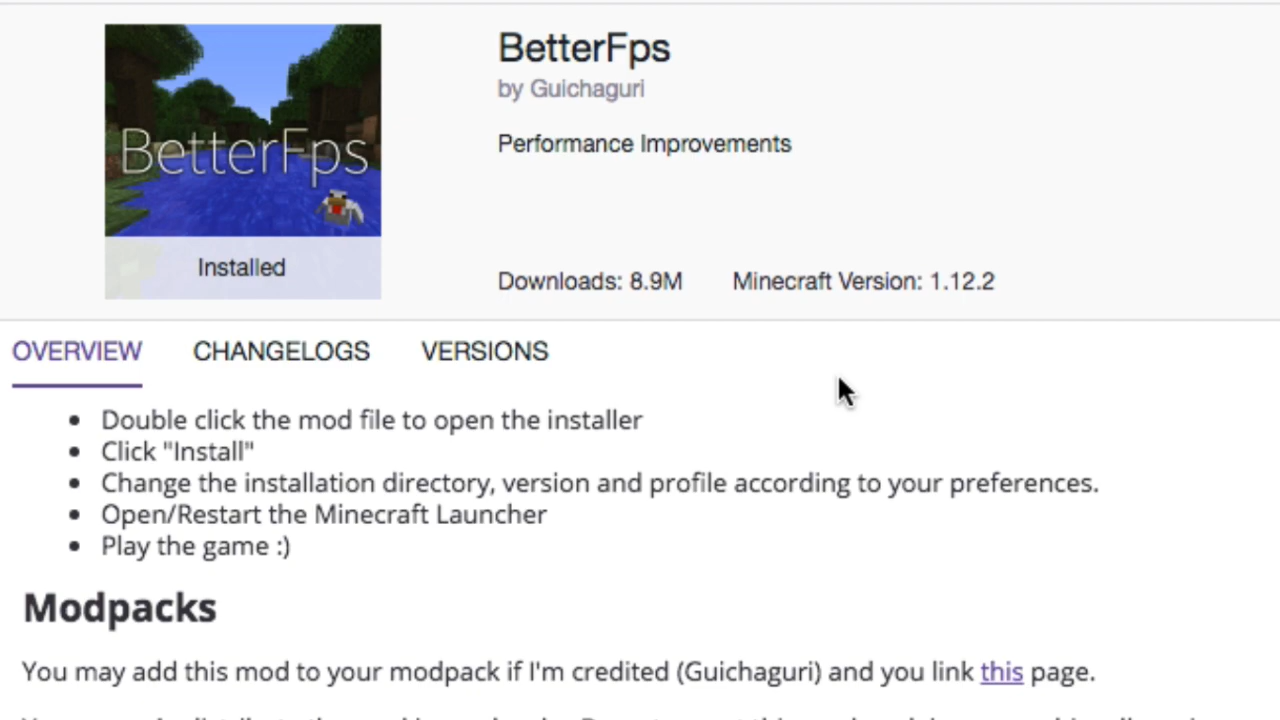 BetterFps
by Guichaguri
BetterFps
Performance Improvements
Installed
Downloads: 8.9M Minecraft Version: 1.12.2
OVERVIEW CHANGELOGS VERSIONS
• Double click the mod file to open the installer
• Click "Install"
• Change the installation directory, version and profile according to your preferences.
• Open/Restart the Minecraft Launcher
• Play the game :)
Modpacks
You may add this mod to your modpack if I'm credited (Guichaguri) and you link this page.